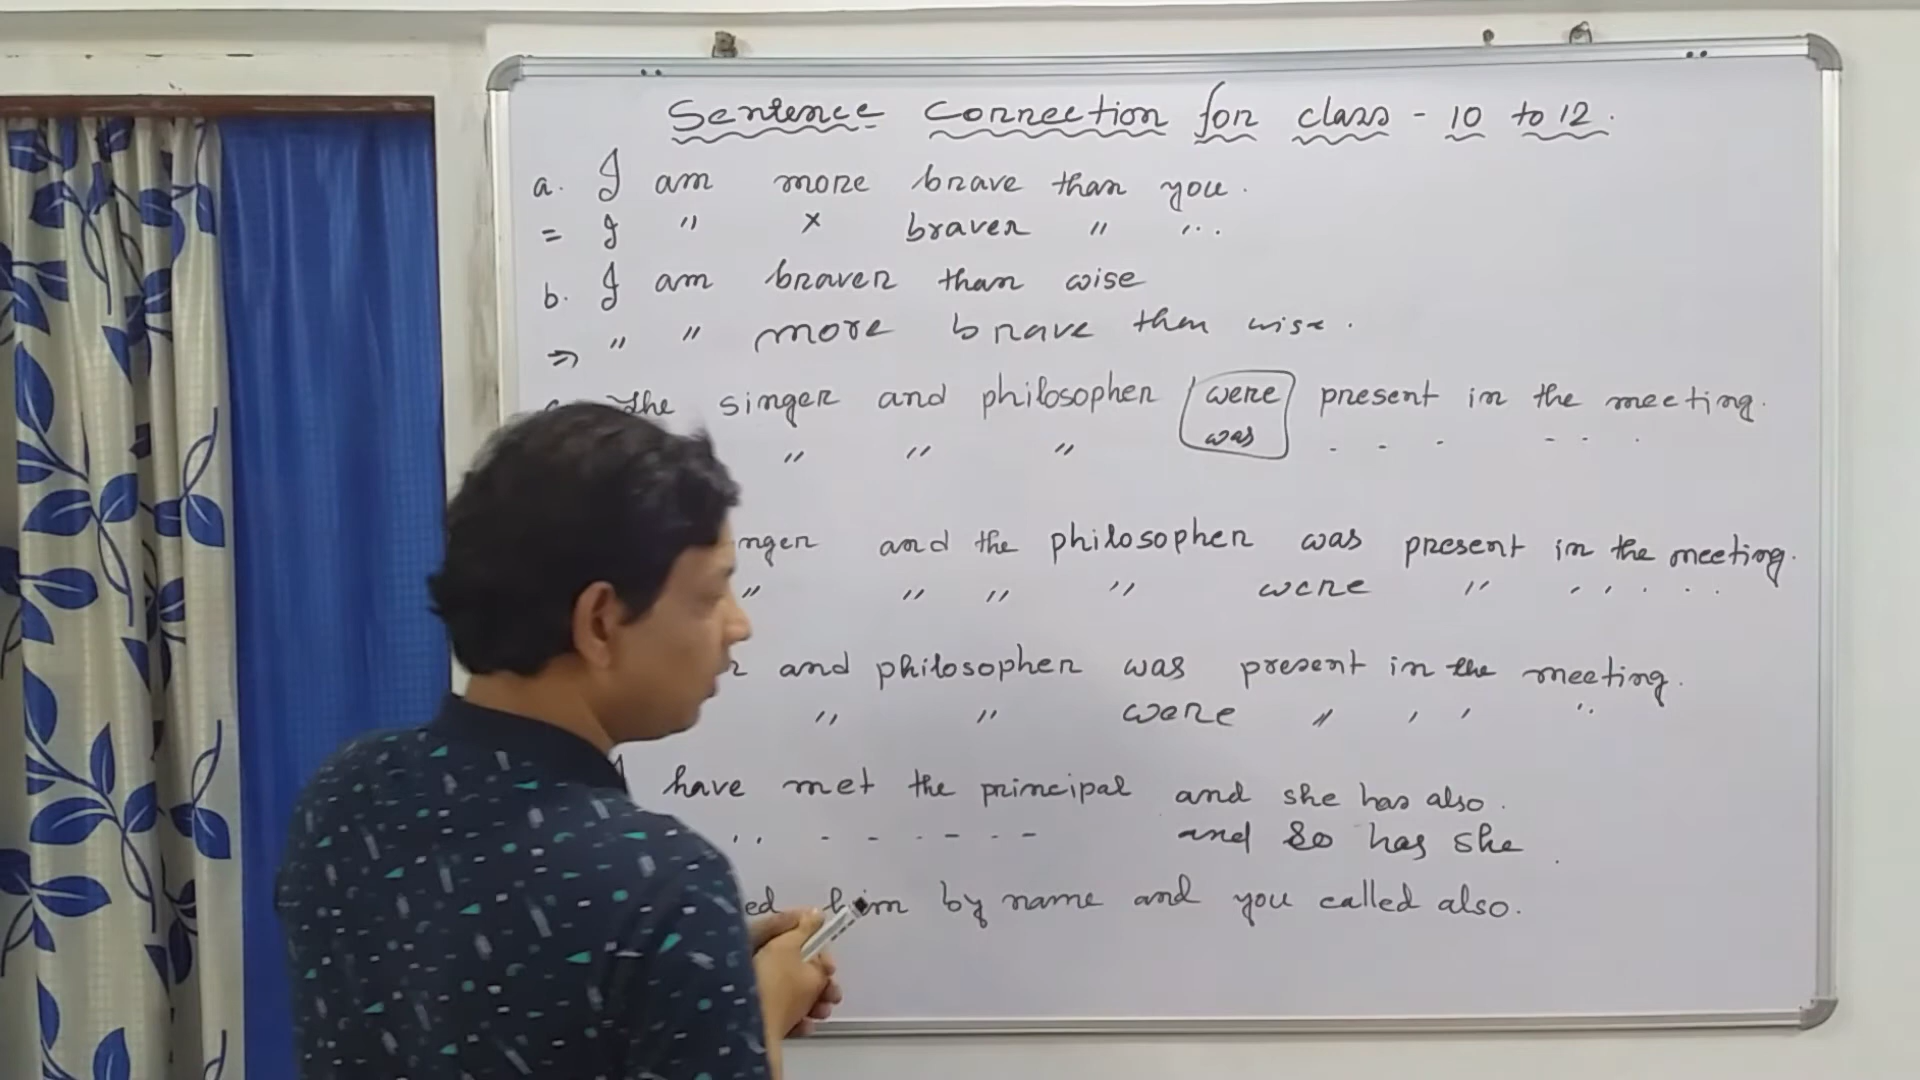 Sentence Connection for class - 10 to 12.
a. I am more brave than you.
= I " x braver " "..
b. I am braver than wise
⇒ " " more brave then wise.
The singer and philosopher were present in the meeting.
" " " was - - - - - -
nger and the philosopher was present in the meeting.
" " " " were " , , . . .
r and philosopher was present in the meeting.
" " were " , , ..
I have met the principal and she has also.
.. - - - - - and so has she.
ed him by name and you called also.